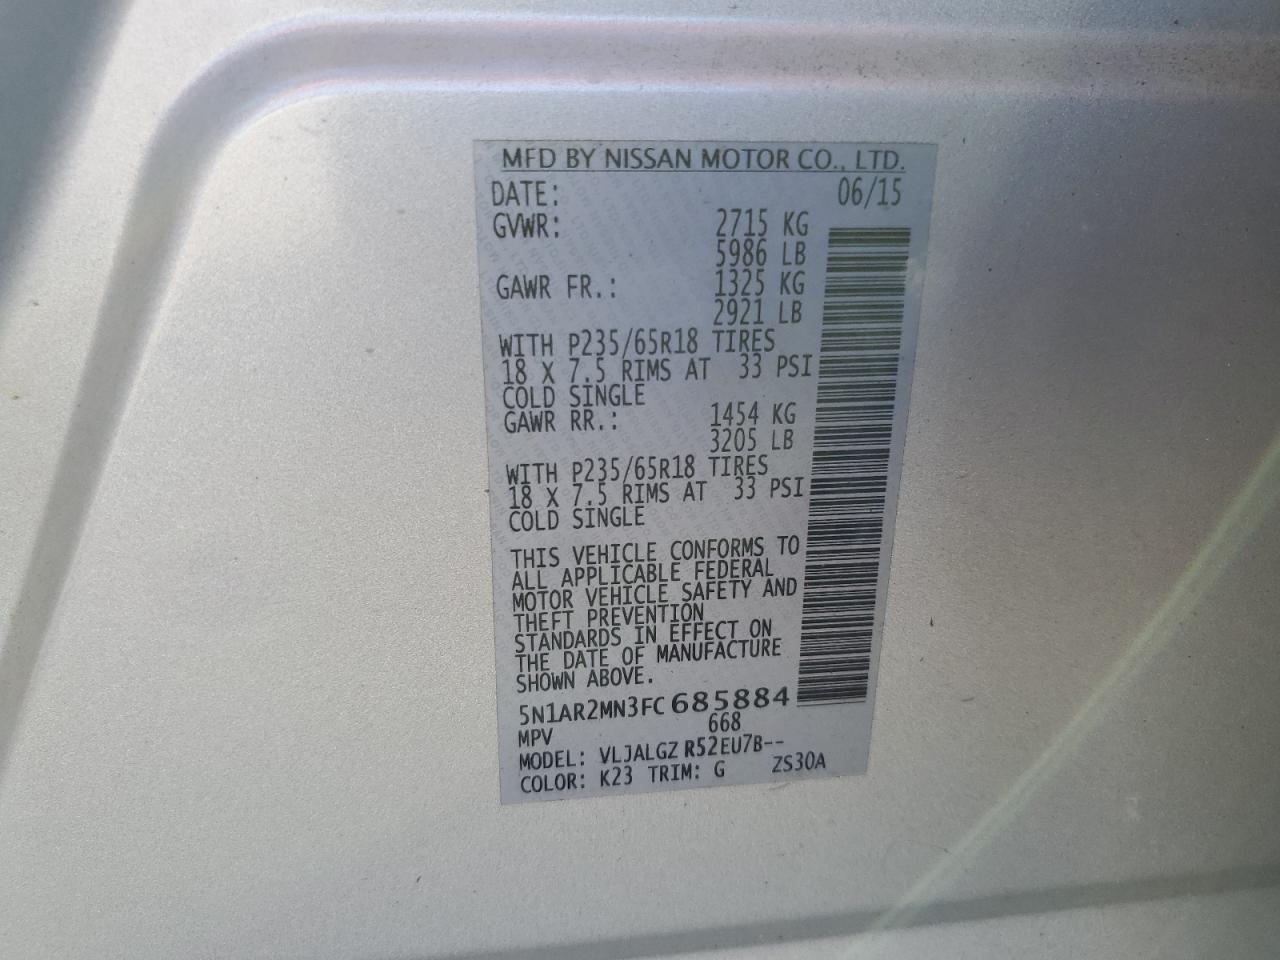 MFD BY NISSAN MOTOR CO., LTD.
DATE: 06/15
GVWR: 2715 KG
5986 LB
GAWR FR.: 1325 KG
2921 LB
WITH P235/65R18 TIRES
18 X 7.5 RIMS AT 33 PSI
COLD SINGLE
GAWR RR.: 1454 KG
3205 LB
WITH P235/65R18 TIRES
18 X 7.5 RIMS AT 33 PSI
COLD SINGLE
THIS VEHICLE CONFORMS TO
ALL APPLICABLE FEDERAL
MOTOR VEHICLE SAFETY AND
THEFT PREVENTION
STANDARDS IN EFFECT ON
THE DATE OF MANUFACTURE
SHOWN ABOVE.
5N1AR2MN3FC685884
MPV 668
MODEL: VLJALGZ R52EU7B--
COLOR: K23 TRIM: G ZS30A